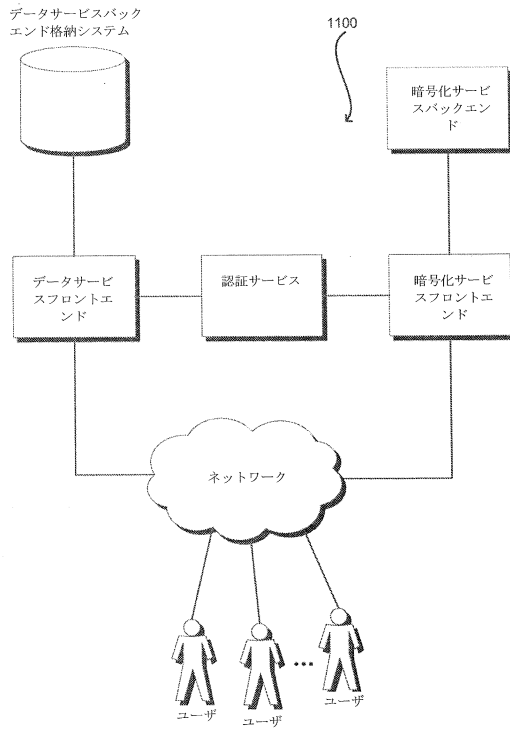 データサービスバック
エンド格納システム
1100
暗号化サービ
スバックエン
ド
データサービ
スフロントエ
ンド
認証サービス
暗号化サービ
スフロントエ
ンド
ネットワーク
...
ユーザ
ユーザ
ユーザ